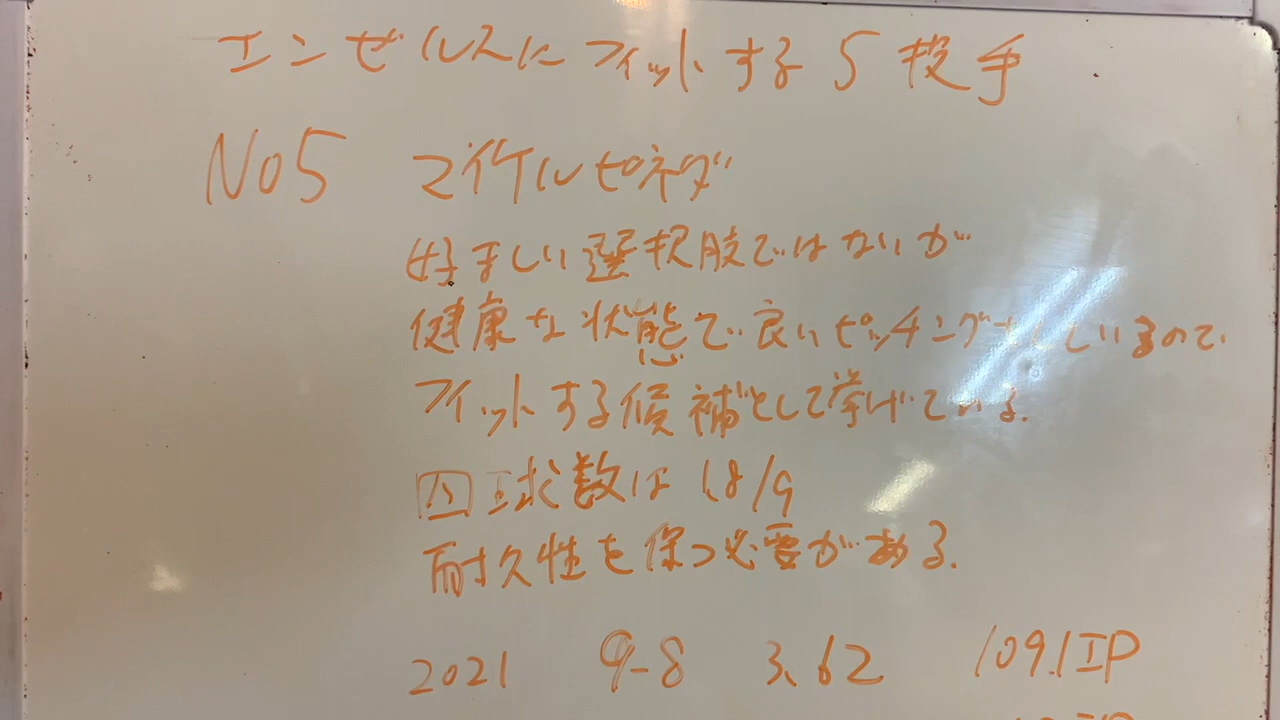 エンゼルスにフィットする5投手
No5 マイケルピネダ
好ましい選択肢ではないが
健康な状態で良いピッチングをしているので、
フィットする候補として挙げている。
四球数は 1.8/9
耐久性を保つ必要がある。
2021 9-8 3.62 109.1IP